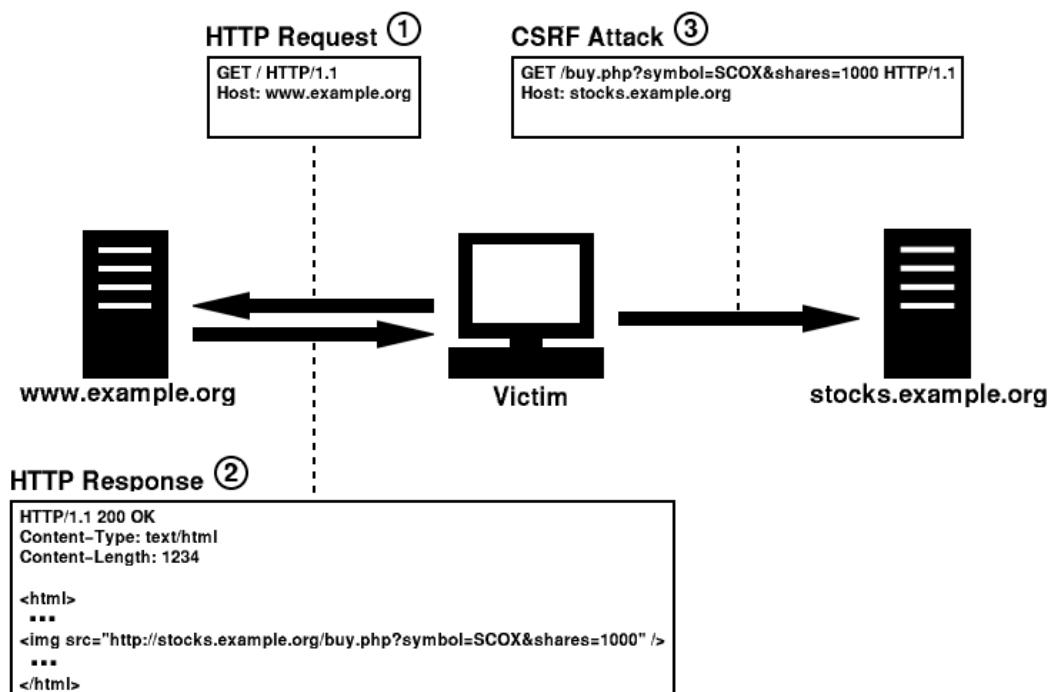 HTTP Request ①
GET / HTTP/1.1
Host: www.example.org
CSRF Attack ③
GET /buy.php?symbol=SCOX&shares=1000 HTTP/1.1
Host: stocks.example.org
www.example.org
Victim
stocks.example.org
HTTP Response ②
HTTP/1.1 200 OK
Content-Type: text/html
Content-Length: 1234
<html>
...
<img src="http://stocks.example.org/buy.php?symbol=SCOX&shares=1000" />
...
</html>